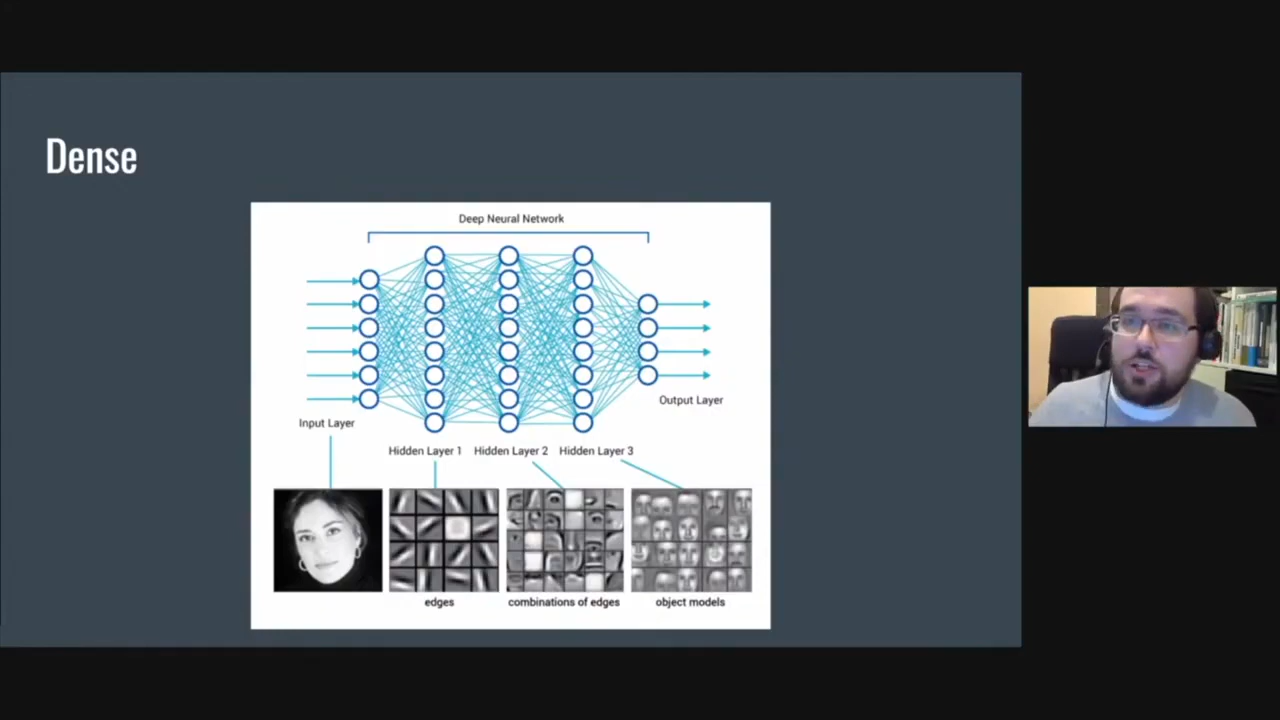 Dense
Deep Neural Network
Input Layer
Output Layer
Hidden Layer 1 Hidden Layer 2 Hidden Layer 3
edges combinations of edges object models